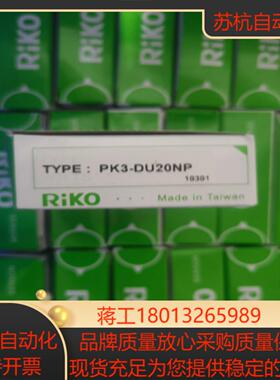 苏杭自动
RiKO
TYPE : PK3-DU20NP
10301
RiKO ··· Made in Taiwan
蒋工18013265989
自动化 品牌质量放心采购质量保
开票 现货充足为您提供稳定的